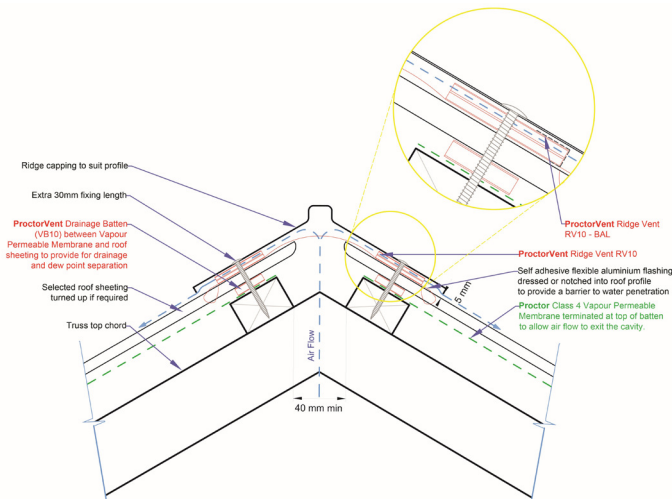 Ridge capping to suit profile
Extra 30mm fixing length
ProctorVent Drainage Batten
(VB10) between Vapour
Permeable Membrane and roof
sheeting to provide for drainage
and dew point separation
Selected roof sheeting
turned up if required
Truss top chord
Air Flow
40 mm min
ProctorVent Ridge Vent
RV10 - BAL
ProctorVent Ridge Vent RV10
Self adhesive flexible aluminium flashing
dressed or notched into roof profile
to provide a barrier to water penetration
5 mm
Proctor Class 4 Vapour Permeable
Membrane terminated at top of batten
to allow air flow to exit the cavity.